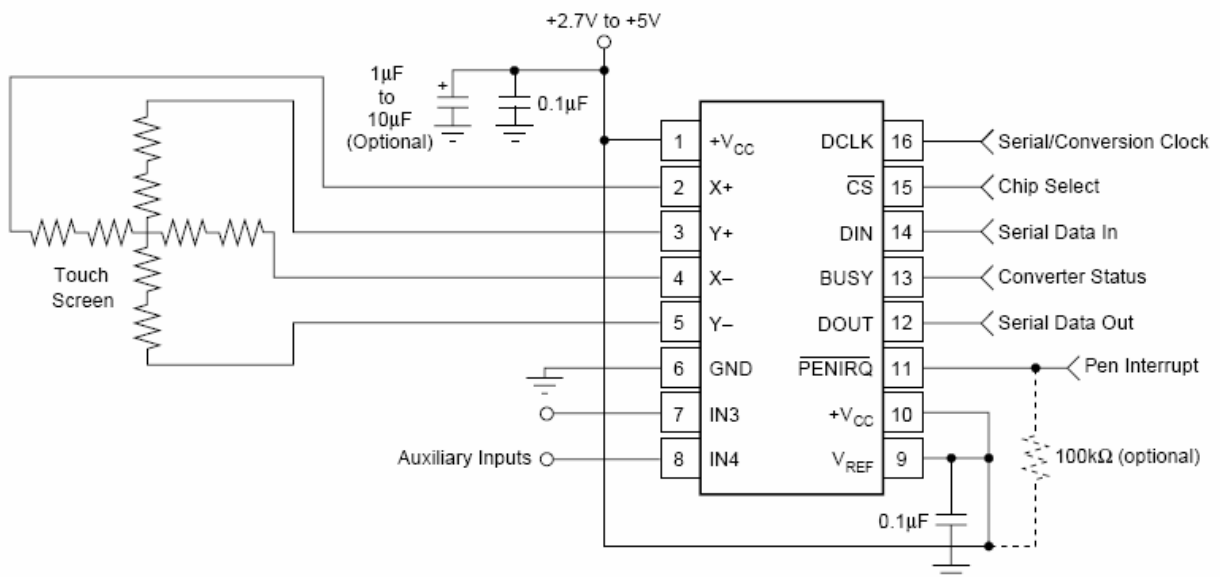 +2.7V to +5V
1µF
to
10µF
(Optional)
+
0.1µF
Touch
Screen
1 +VCC DCLK 16 Serial/Conversion Clock
2 X+ C̅S̅ 15 Chip Select
3 Y+ DIN 14 Serial Data In
4 X– BUSY 13 Converter Status
5 Y– DOUT 12 Serial Data Out
6 GND P̅E̅N̅I̅R̅Q̅ 11 Pen Interrupt
7 IN3 +VCC 10
Auxiliary Inputs 8 IN4 VREF 9 100kΩ (optional)
0.1µF